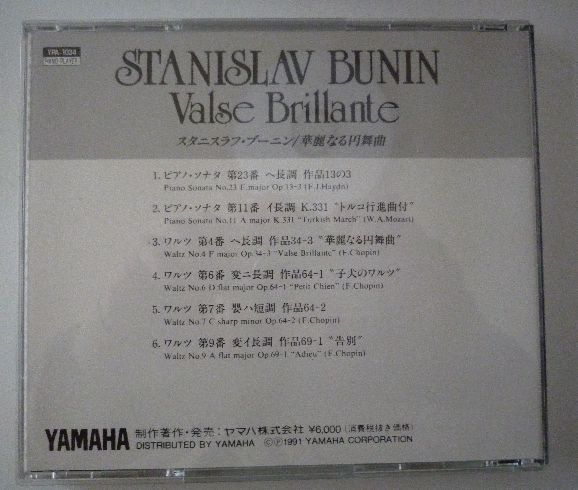 YPA-1034
PIANO PLAYER
STANISLAV BUNIN
Valse Brillante
スタニスラフ・ブーニン/華麗なる円舞曲
1. ピアノ・ソナタ 第23番 ヘ長調 作品13の3
Piano Sonata No.23 F major Op.13-3 (F.J.Haydn)
2. ピアノ・ソナタ 第11番 イ長調 K.331 "トルコ行進曲付"
Piano Sonata No.11 A major K.331 "Turkish March" (W.A.Mozart)
3. ワルツ 第4番 ヘ長調 作品34-3 "華麗なる円舞曲"
Waltz No.4 F major Op.34-3 "Valse Brillante" (F.Chopin)
4. ワルツ 第6番 変ニ長調 作品64-1 "子犬のワルツ"
Waltz No.6 D flat major Op.64-1 "Petit Chien" (F.Chopin)
5. ワルツ 第7番 嬰ハ短調 作品64-2
Waltz No.7 C sharp minor Op.64-2 (F.Chopin)
6. ワルツ 第9番 変イ長調 作品69-1 "告別"
Waltz No.9 A flat major Op.69-1 "Adieu" (F.Chopin)
YAMAHA 制作著作・発売:ヤマハ株式会社 ¥6,000 (消費税抜き価格)
DISTRIBUTED BY YAMAHA ©℗1991 YAMAHA CORPORATION